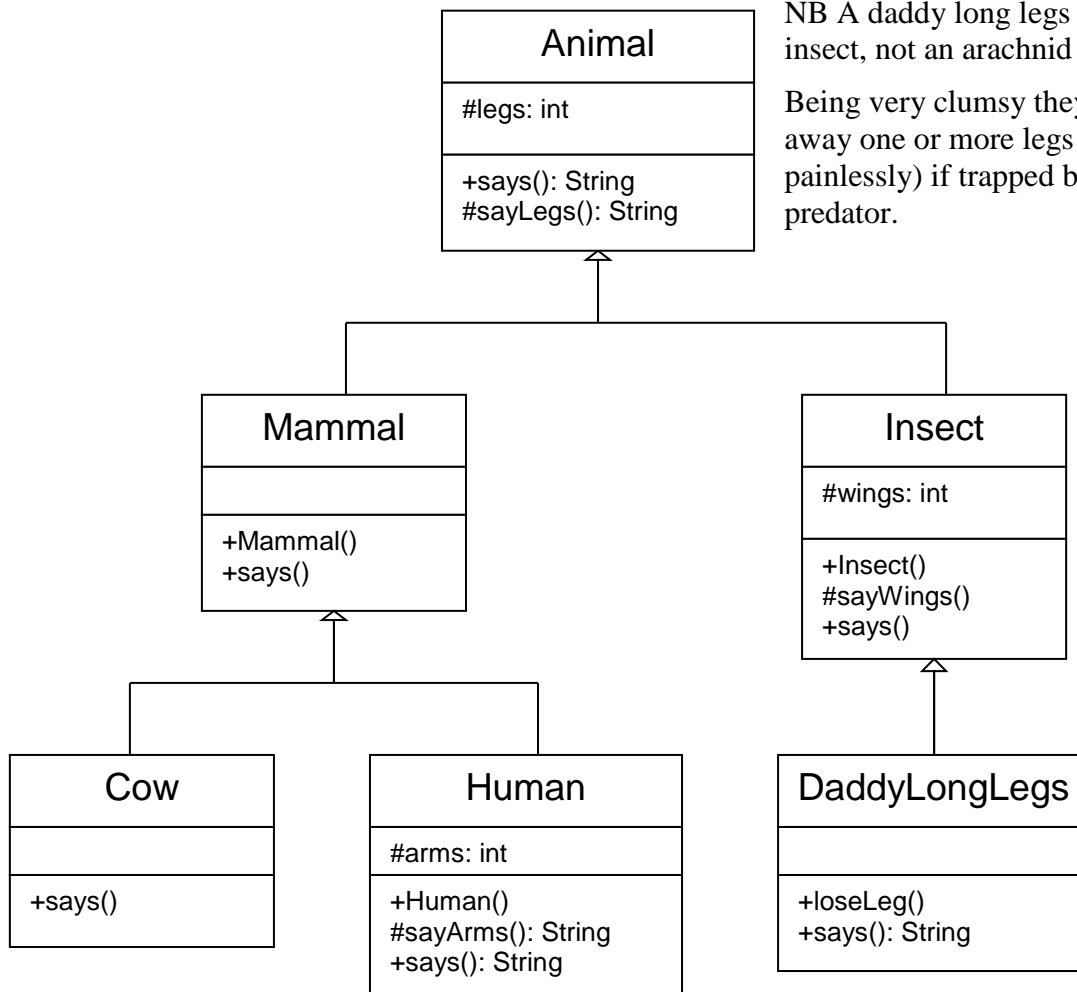 NB A daddy long legs
insect, not an arachnid
Being very clumsy they
away one or more legs
painlessly) if trapped b
predator.
Animal
#legs: int
+says(): String
#sayLegs(): String
Mammal
+Mammal()
+says()
Insect
#wings: int
+Insect()
#sayWings()
+says()
Cow
+says()
Human
#arms: int
+Human()
#sayArms(): String
+says(): String
DaddyLongLegs
+loseLeg()
+says(): String